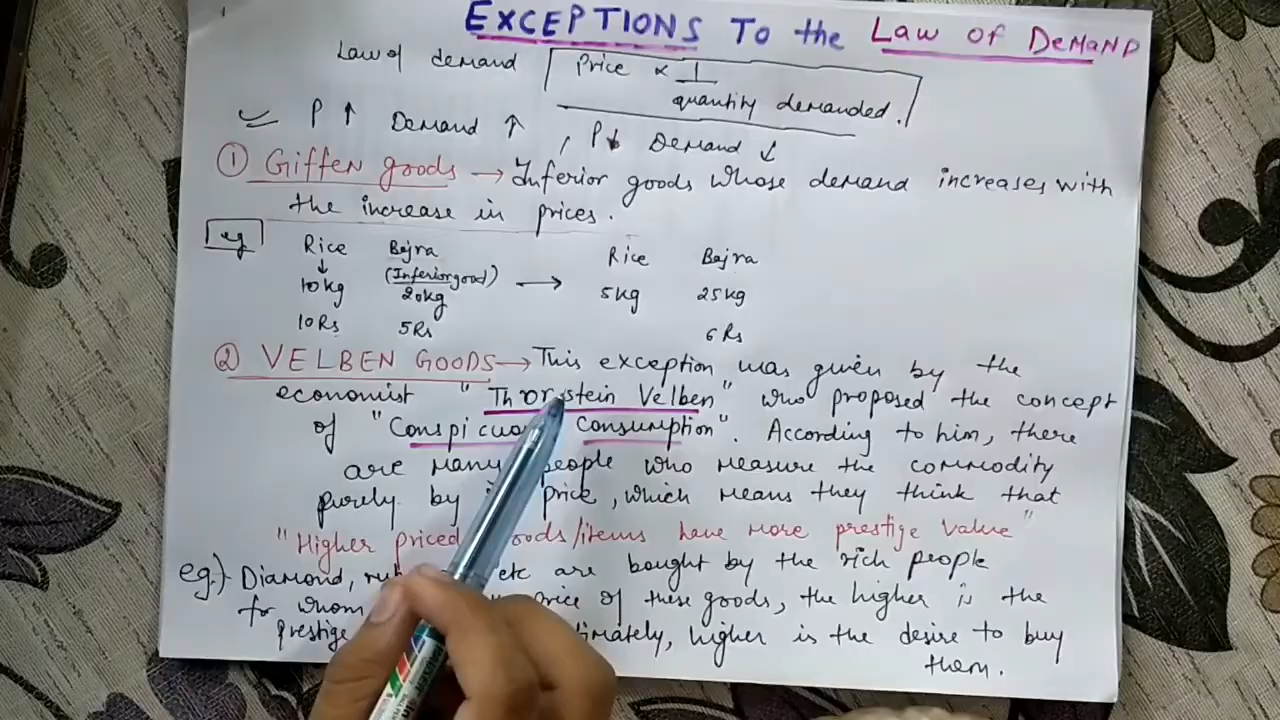 EXCEPTIONS To the Law of DEMAND
Law of demand Price ∝ 1
quantity demanded.
P ↑ Demand ↑ , P↓ Demand ↓
① Giffen goods → Inferior goods whose demand increases with
the increase in prices.
eg Rice Bajra Rice Bajra
↓ (Inferior good) →
10kg 20kg 5kg 25kg
10Rs 5Rs 6Rs
② VELBEN GOODS → This exception was given by the
economist "Thorstein Velben" who proposed the concept
of " Consumption". According to him, there
are many people who measure the commodity
purely by price, which means they think that
"Higher priced /items have more prestige value"
eg.) Diamond, etc are bought by the rich people
for whom price of these goods, the higher is the
prestige higher is the desire to buy
them.